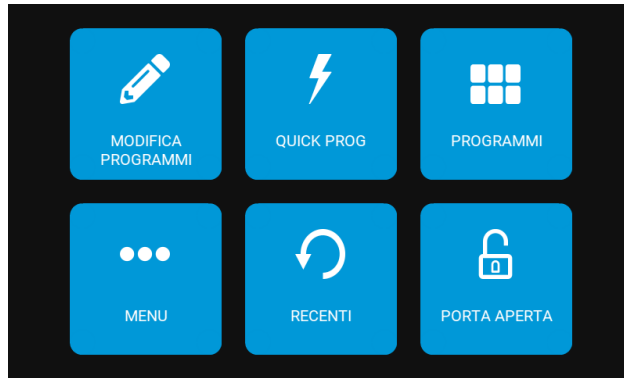 MODIFICA
PROGRAMMI
QUICK PROG
PROGRAMMI
MENU
RECENTI
PORTA APERTA